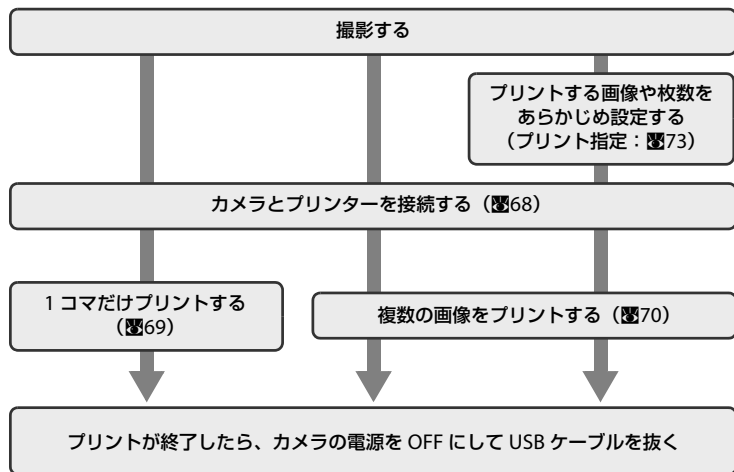 撮影する
プリントする画像や枚数を
あらかじめ設定する
(プリント指定:73)
カメラとプリンターを接続する(68)
1 コマだけプリントする
(69)
複数の画像をプリントする(70)
プリントが終了したら、カメラの電源を OFF にして USB ケーブルを抜く